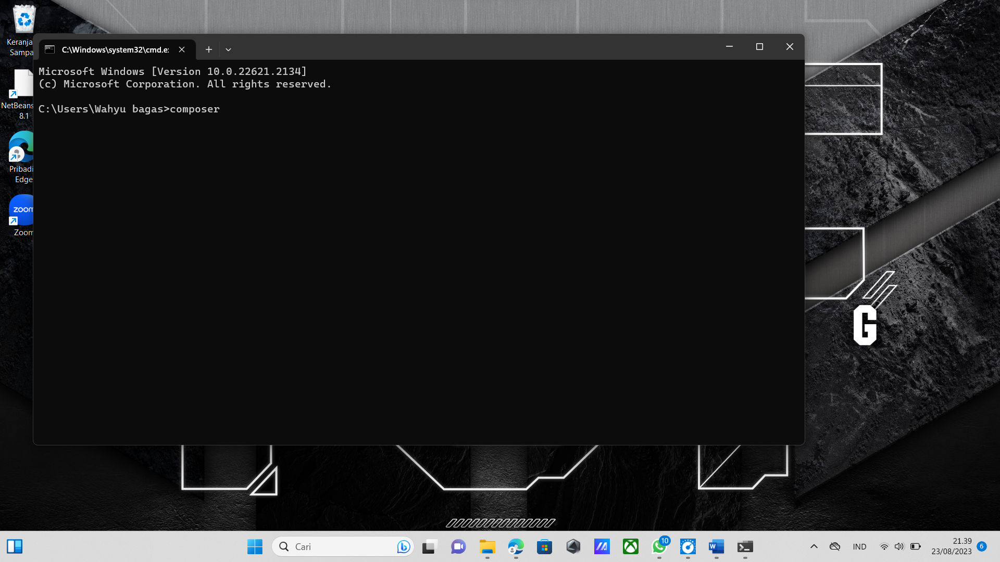 Keranja
Sampa
NetBeans
8.1
Pribadi
Edge
zoom
Zoom
C:\Windows\system32\cmd.e
Microsoft Windows [Version 10.0.22621.2134]
(c) Microsoft Corporation. All rights reserved.
C:\Users\Wahyu bagas>composer
G
Cari
10
W
IND
21.39
23/08/2023
6